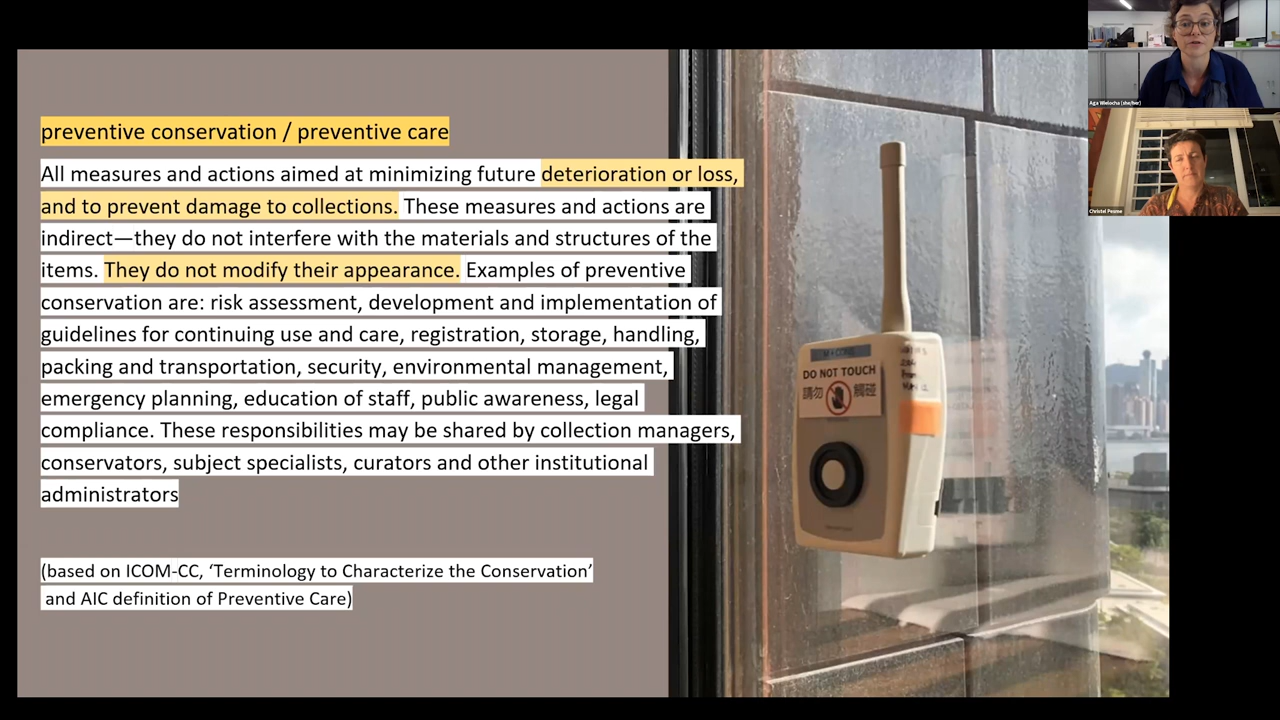 preventive conservation / preventive care
All measures and actions aimed at minimizing future deterioration or loss,
and to prevent damage to collections. These measures and actions are
indirect—they do not interfere with the materials and structures of the
items. They do not modify their appearance. Examples of preventive
conservation are: risk assessment, development and implementation of
guidelines for continuing use and care, registration, storage, handling,
packing and transportation, security, environmental management,
emergency planning, education of staff, public awareness, legal
compliance. These responsibilities may be shared by collection managers,
conservators, subject specialists, curators and other institutional
administrators
(based on ICOM-CC, ‘Terminology to Characterize the Conservation’
and AIC definition of Preventive Care)
DO NOT TOUCH
請勿 觸碰
Aga Wielocha (she/her)
Christel Pesme